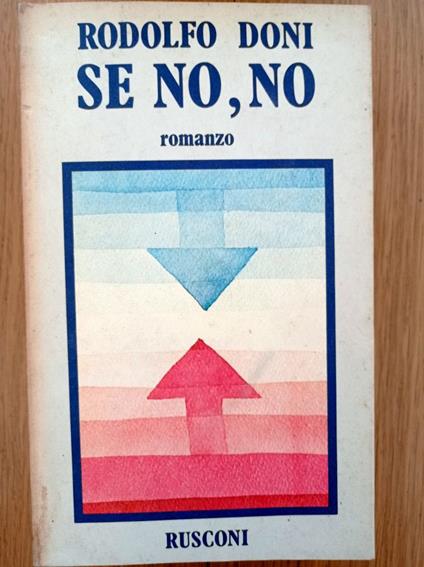 RODOLFO DONI
SE NO, NO
romanzo
RUSCONI